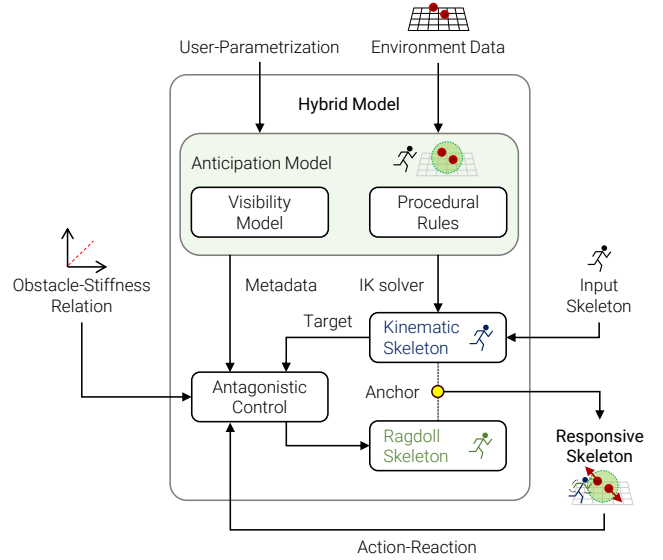 User-Parametrization
Environment Data
Hybrid Model
Anticipation Model
Visibility
Model
Procedural
Rules
Obstacle-Stiffness
Relation
Metadata
IK solver
Input
Skeleton
Target
Kinematic
Skeleton
Antagonistic
Control
Anchor
Ragdoll
Skeleton
Responsive
Skeleton
Action-Reaction